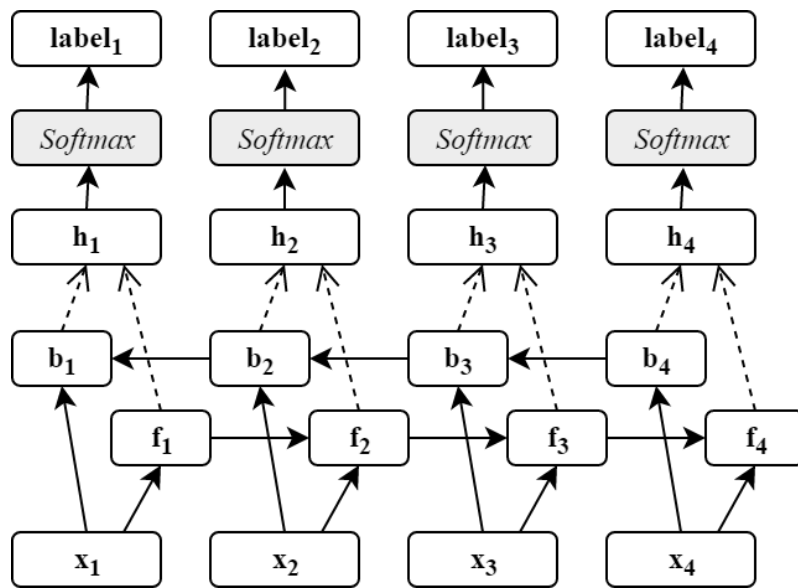 label₁ label₂ label₃ label₄
Softmax Softmax Softmax Softmax
h₁ h₂ h₃ h₄
b₁ b₂ b₃ b₄
f₁ f₂ f₃ f₄
x₁ x₂ x₃ x₄